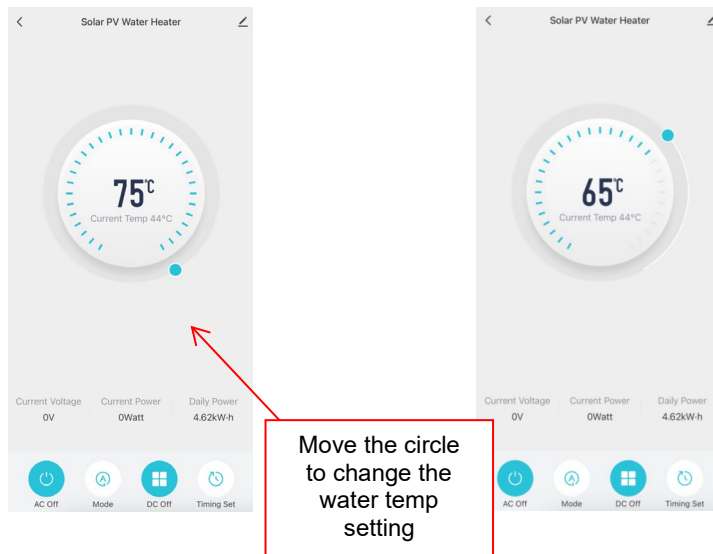 Solar PV Water Heater
75°C
Current Temp 44°C
Current Voltage Current Power Daily Power
0V 0Watt 4.62kW·h
AC Off Mode DC Off Timing Set
Solar PV Water Heater
65°C
Current Temp 44°C
Current Voltage Current Power Daily Power
0V 0Watt 4.62kW·h
AC Off Mode DC Off Timing Set
Move the circle
to change the
water temp
setting